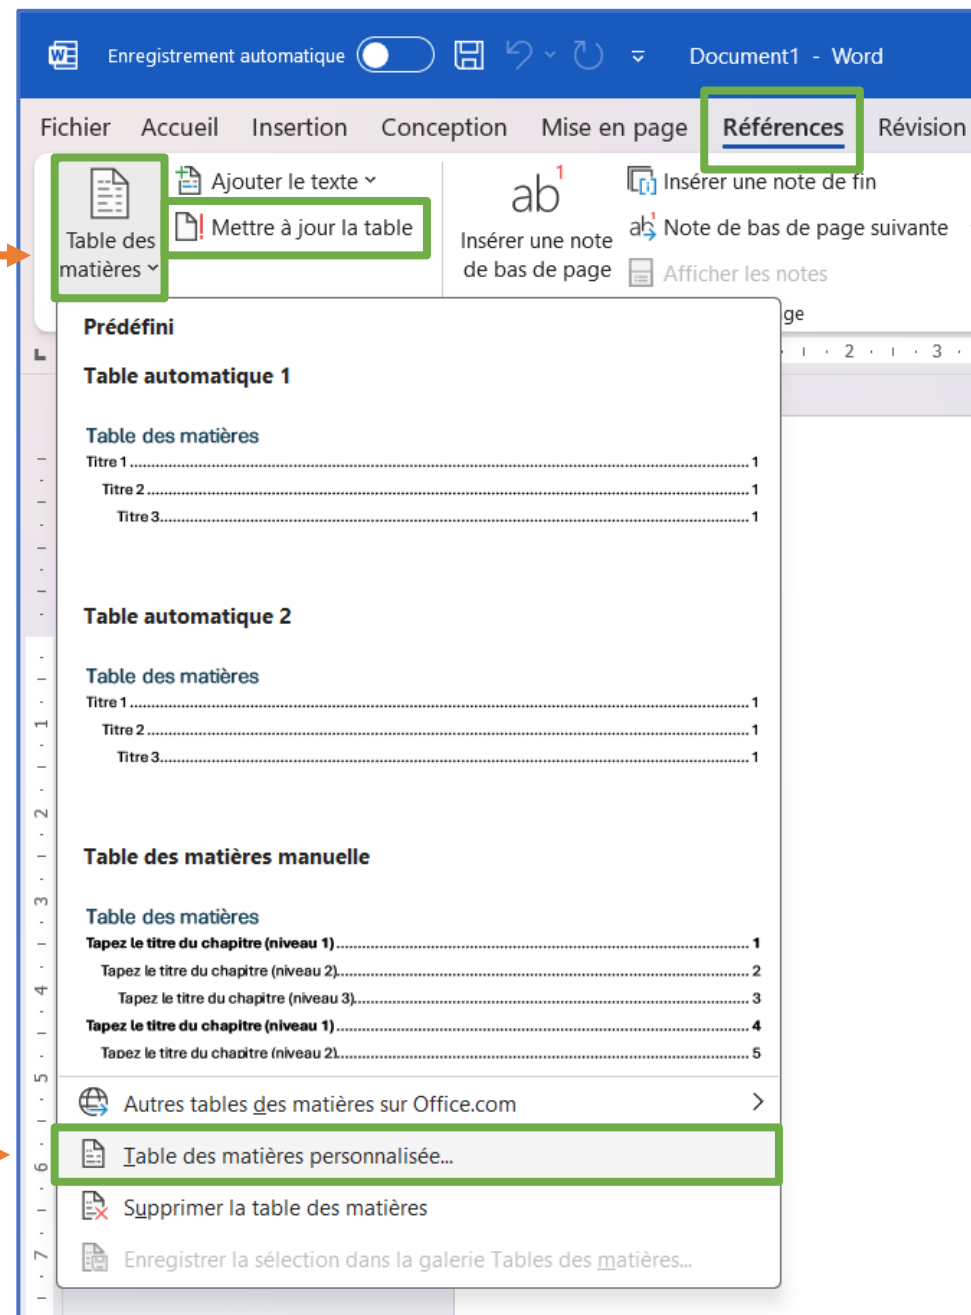 Enregistrement automatique
Document1 - Word
Fichier Accueil Insertion Conception Mise en page Références Révision
Table des matières
Ajouter le texte
Mettre à jour la table
ab1
Insérer une note
de bas de page
Insérer une note de fin
Note de bas de page suivante
Afficher les notes
ge
2 3
Prédéfini
Table automatique 1
Table des matières
Titre 1 1
Titre 2 1
Titre 3 1
Table automatique 2
Table des matières
Titre 1 1
Titre 2 1
Titre 3 1
Table des matières manuelle
Table des matières
Tapez le titre du chapitre (niveau 1) 1
Tapez le titre du chapitre (niveau 2) 2
Tapez le titre du chapitre (niveau 3) 3
Tapez le titre du chapitre (niveau 1) 4
Tapez le titre du chapitre (niveau 2) 5
Autres tables des matières sur Office.com
Table des matières personnalisée...
Supprimer la table des matières
Enregistrer la sélection dans la galerie Tables des matières...
1
2
3
4
5
6
7